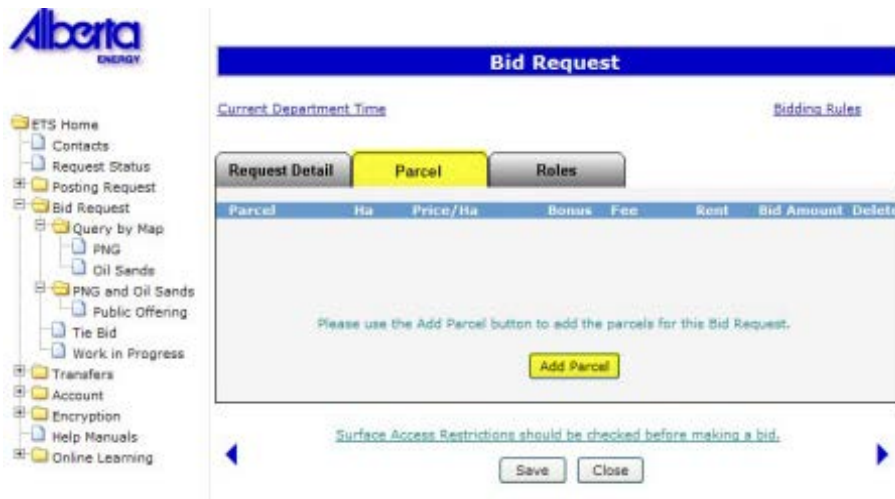 Alberta
ENERGY
Bid Request
Current Department Time
Bidding Rules
ETS Home
Contacts
Request Status
Posting Request
Bid Request
Query by Map
PNG
Oil Sands
PNG and Oil Sands
Public Offering
Tie Bid
Work in Progress
Transfers
Account
Encryption
Help Manuals
Online Learning
Request Detail Parcel Roles
Parcel Ha Price/Ha Bonus Fee Rent Bid Amount Delete
Please use the Add Parcel button to add the parcels for this Bid Request.
Add Parcel
Surface Access Restrictions should be checked before making a bid.
Save Close